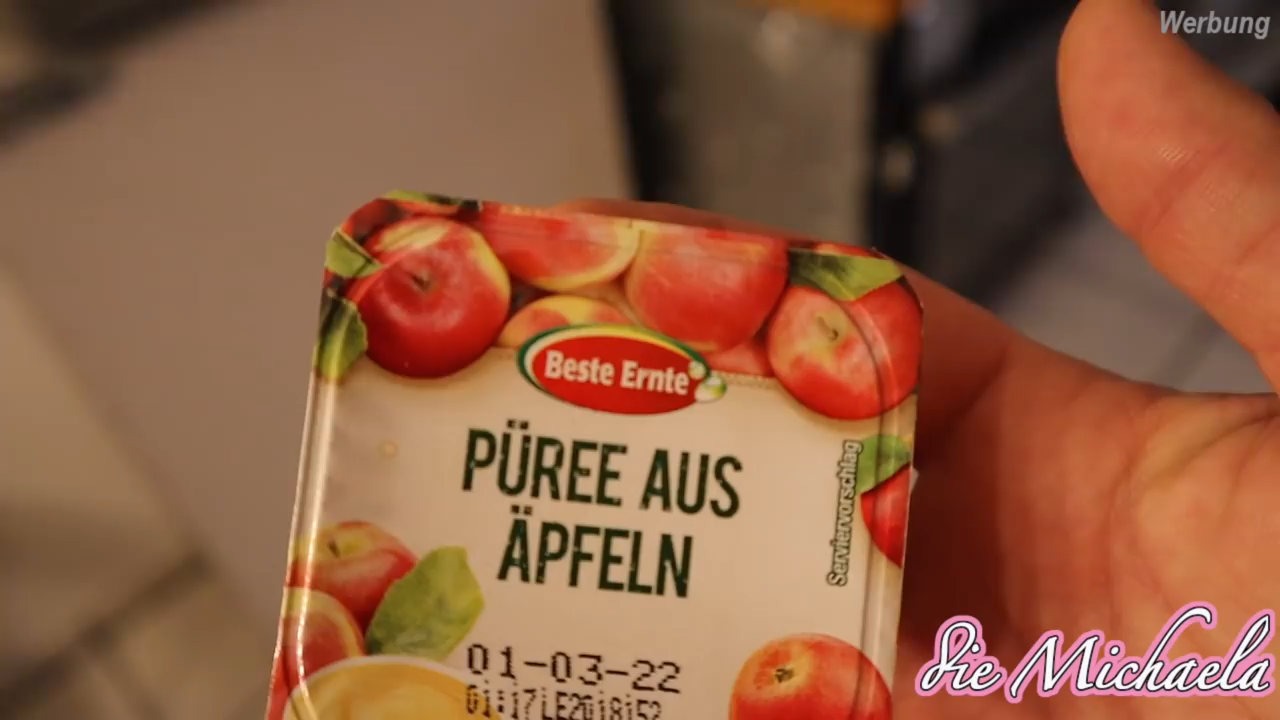 Werbung
Beste Ernte
PÜREE AUS
ÄPFELN
Serviervorschlag
01-03-22
01:17LE2018152
die Michaela